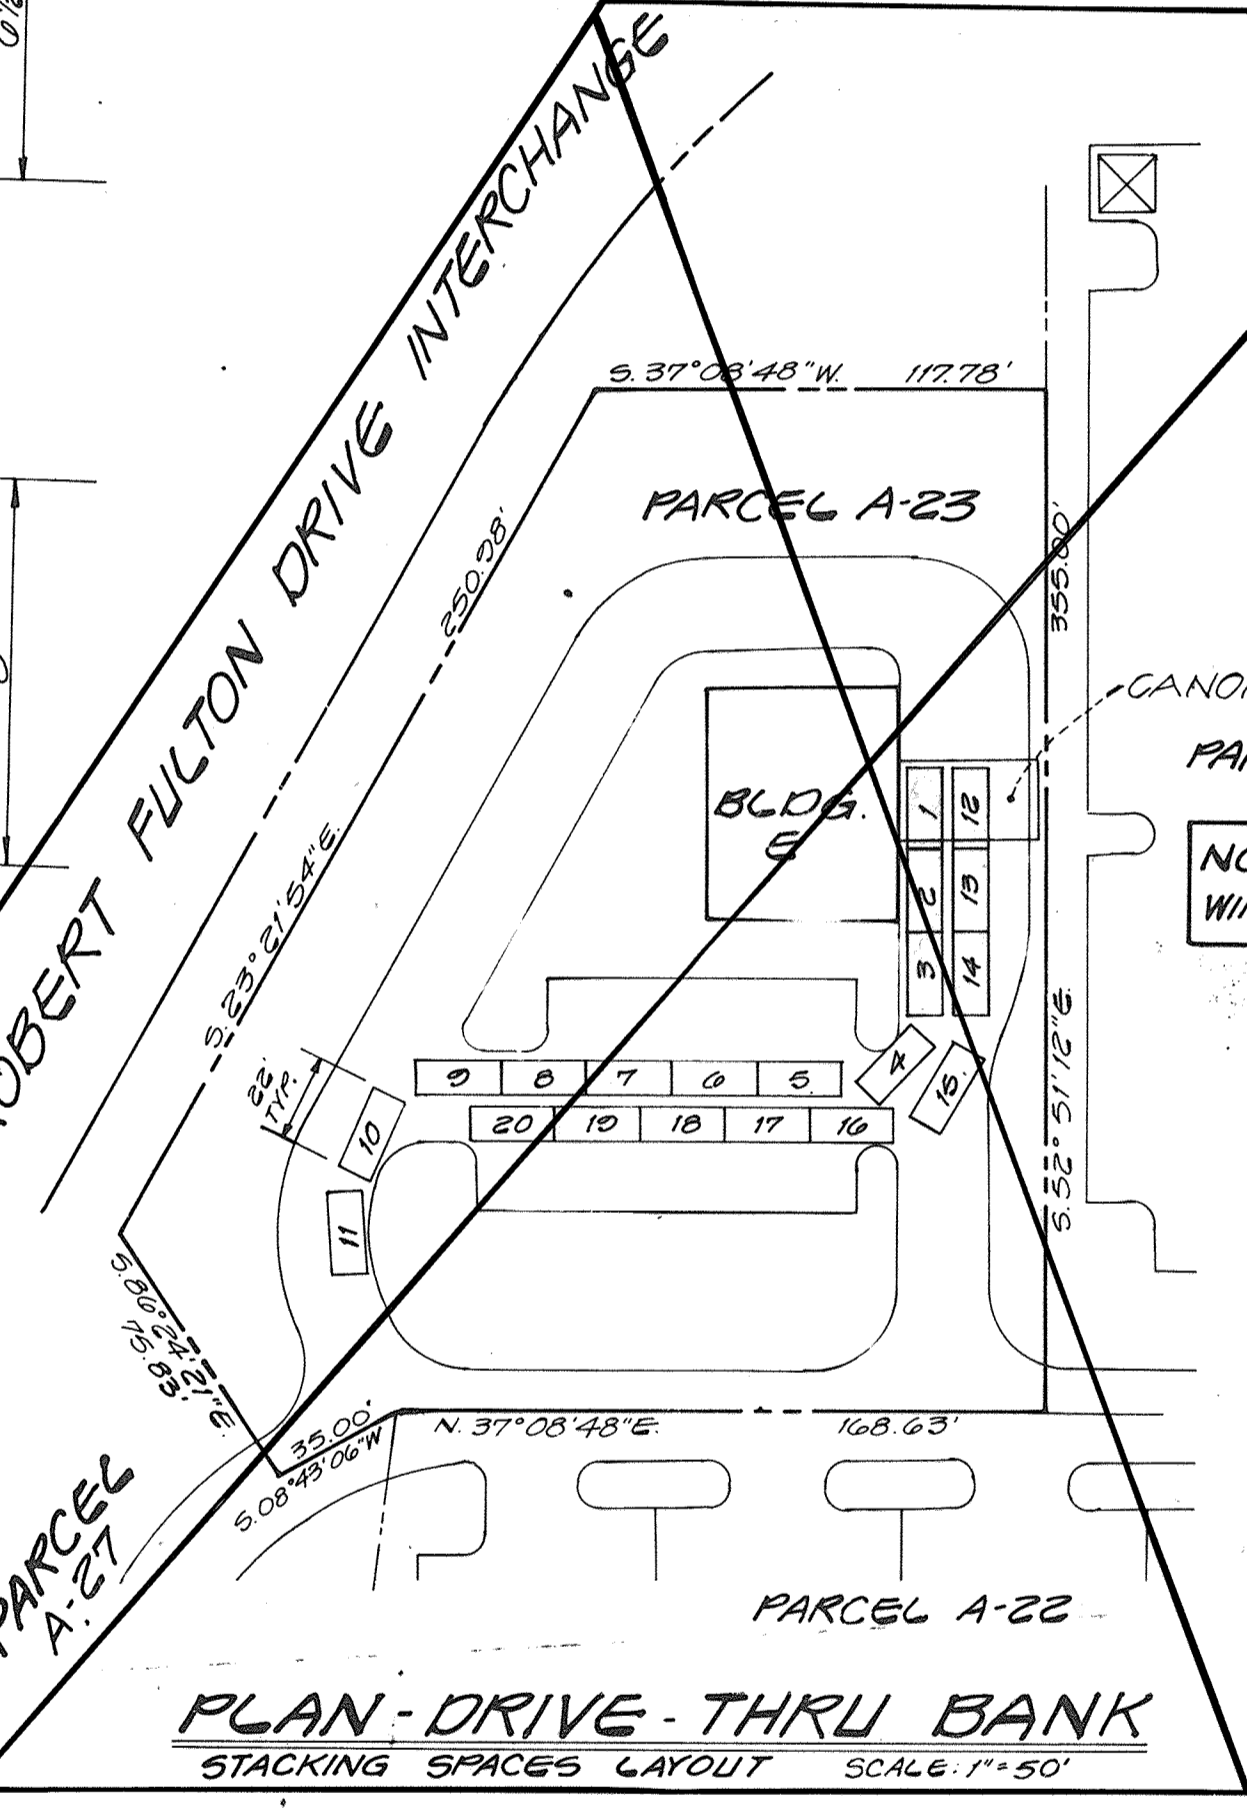 ROBERT FULTON DRIVE INTERCHANGE
S. 37°08'48"W. 117.78'
PARCEL A-23
250.98'
355.00'
S. 23°21'54"E.
BLDG.
E
1
12
2
13
3
14
4
15.
9 8 7 6 5.
20 19 18 17 16
22'
TYP.
10
11
S. 52°51'12"E.
S. 86°24'21"E.
75.83'
35.00'
S. 08°43'06"W
N. 37°08'48"E. 168.63'
PARCEL
A-27
PARCEL A-22
PLAN - DRIVE - THRU BANK
STACKING SPACES LAYOUT SCALE: 1"=50'